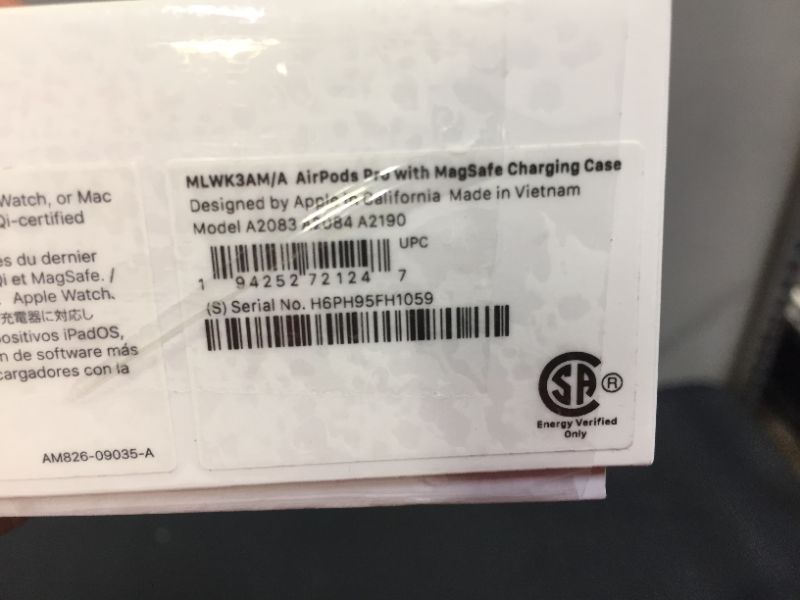 Watch, or Mac
Qi-certified
es du dernier
Qi et MagSafe. /
Apple Watch、
充電器に対応し
ositivos iPadOS,
n de software más
cargadores con la
AM826-09035-A
MLWK3AM/A AirPods Pro with MagSafe Charging Case
Designed by Apple in California Made in Vietnam
Model A2083 A2084 A2190
UPC
1 94252 72124 7
(S) Serial No. H6PH95FH1059
SA ®
Energy Verified
Only